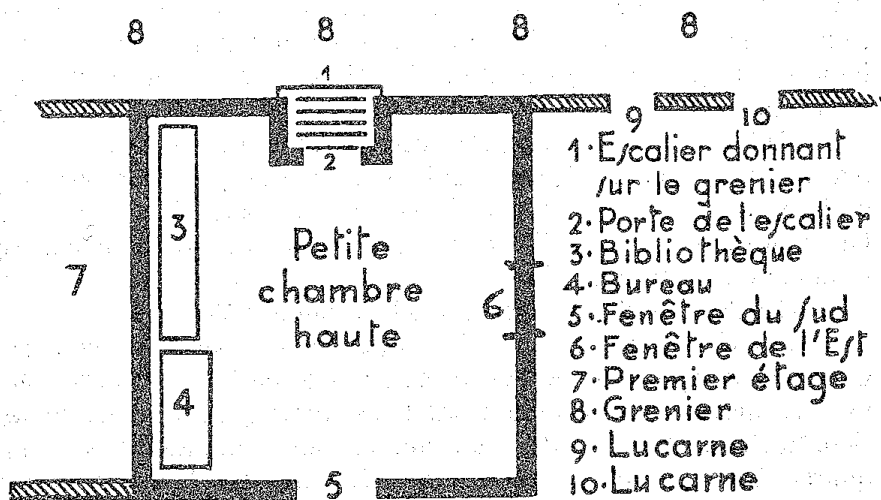 8 8 8 8
1
9 10
2
3
7
Petite
chambre
haute
6
4
5
1. Escalier donnant
sur le grenier
2. Porte de l'escalier
3. Bibliothèque
4. Bureau
5. Fenêtre du sud
6. Fenêtre de l'Est
7. Premier étage
8. Grenier
9. Lucarne
10. Lucarne